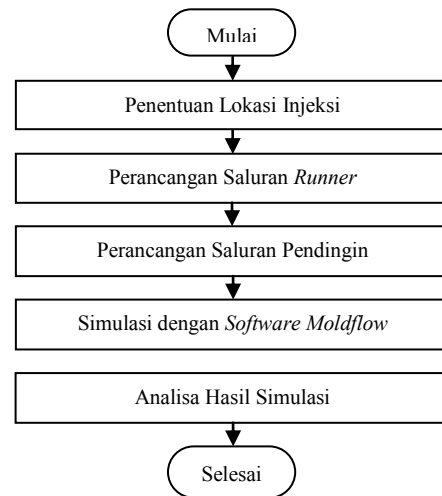 Mulai
Penentuan Lokasi Injeksi
Perancangan Saluran Runner
Perancangan Saluran Pendingin
Simulasi dengan Software Moldflow
Analisa Hasil Simulasi
Selesai